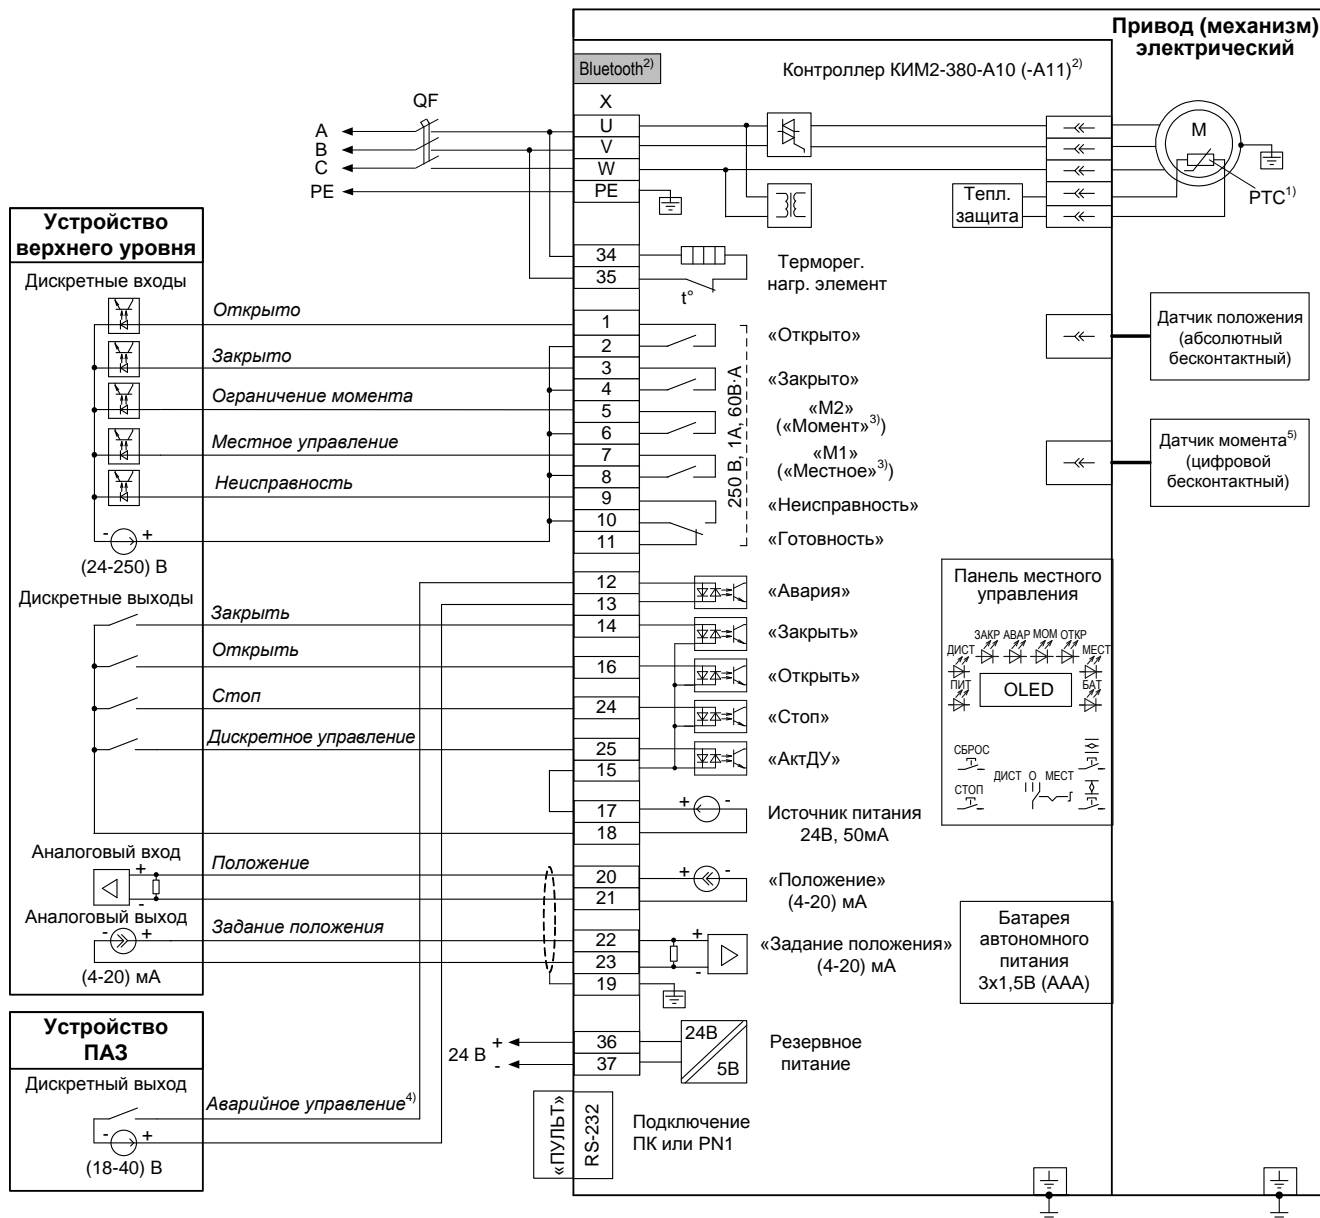 Привод (механизм)
электрический
Bluetooth2)
Контроллер КИМ2-380-А10 (-А11)2)
X
QF
A
B
C
PE
U
V
W
PE
M
PTC1)
Тепл.
защита
34
35
t°
Терморег.
нагр. элемент
Устройство
верхнего уровня
Дискретные входы
Открыто
Закрыто
Ограничение момента
Местное управление
Неисправность
- +
(24-250) В
1
2
3
4
5
6
7
8
9
10
11
250 В, 1А, 60В·А
«Открыто»
«Закрыто»
«М2»
(«Момент»3))
«М1»
(«Местное»3))
«Неисправность»
«Готовность»
Датчик положения
(абсолютный
бесконтактный)
Датчик момента5)
(цифровой
бесконтактный)
Дискретные выходы
Закрыть
Открыть
Стоп
Дискретное управление
12
13
14
16
24
25
15
17
18
«Авария»
«Закрыть»
«Открыть»
«Стоп»
«АктДУ»
+ -
Источник питания
24В, 50мА
Панель местного
управления
ЗАКР АВАР МОМ ОТКР
ДИСТ МЕСТ
ПИТ OLED БАТ
СБРОС
ДИСТ О МЕСТ
СТОП
Аналоговый вход
+
-
Положение
20
21
+ -
«Положение»
(4-20) мА
Аналоговый выход
- +
(4-20) мА
Задание положения
22
23
19
+
-
«Задание положения»
(4-20) мА
Батарея
автономного
питания
3x1,5В (ААА)
24 В
+
-
36
37
24В
5В
Резервное
питание
Устройство
ПАЗ
Дискретный выход
- +
(18-40) В
Аварийное управление4)
«ПУЛЬТ»
RS-232
Подключение
ПК или PN1